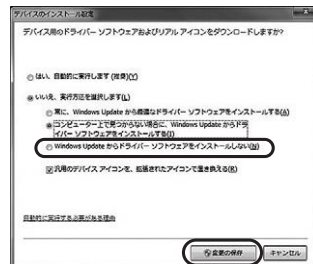 デバイスのインストール設定
デバイス用のドライバー ソフトウェアおよびリアル アイコンをダウンロードしますか?
はい、自動的に実行します (推奨)(Y)
いいえ、実行方法を選択します(L)
常に、Windows Update から最適なドライバー ソフトウェアをインストールする(A)
コンピューター上で見つからない場合に、Windows Update からドラ
イバー ソフトウェアをインストールする(I)
Windows Update からドライバー ソフトウェアをインストールしない(N)
汎用のデバイス アイコンを、拡張されたアイコンで置き換える(R)
自動的に実行する必要がある理由
変更の保存
キャンセル